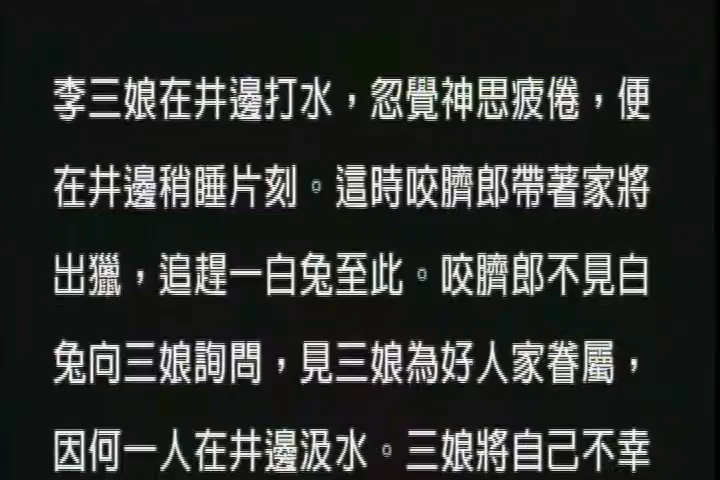 李三娘在井邊打水，忽覺神思疲倦，便
在井邊稍睡片刻。這時咬臍郎帶著家將
出獵，追趕一白兔至此。咬臍郎不見白
兔向三娘詢問，見三娘為好人家眷屬，
因何一人在井邊汲水。三娘將自己不幸